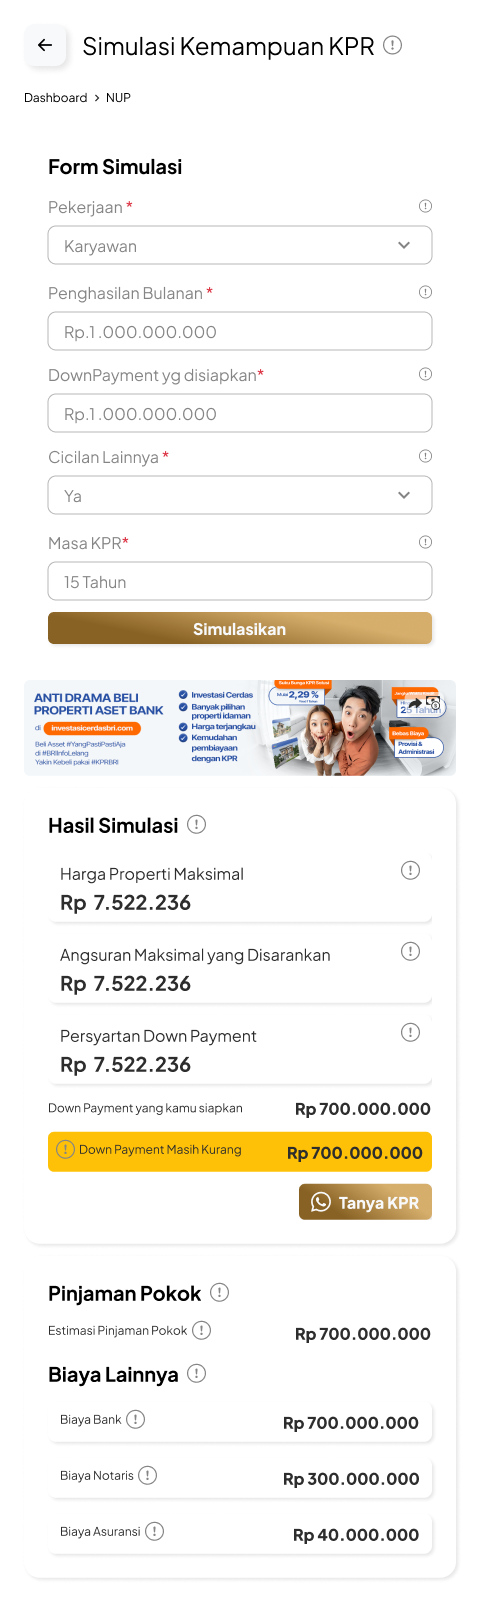 Simulasi Kemampuan KPR
Dashboard > NUP
Form Simulasi
Pekerjaan *
Karyawan
Penghasilan Bulanan *
Rp.1.000.000.000
DownPayment yg disiapkan*
Rp.1.000.000.000
Cicilan Lainnya *
Ya
Masa KPR*
15 Tahun
Simulasikan
ANTI DRAMA BELI
PROPERTI ASET BANK
di investasicerdasbri.com
Beli Asset #YangPastiPastiAja
di #BRIInfoLelang
Yakin Kebeli pakai #KPRBRI
Investasi Cerdas
Banyak pilihan
properti idaman
Harga terjangkau
Kemudahan
pembiayaan
dengan KPR
Suku Bunga KPR Solusi
Mulai 2,29 %
25 Tahun
Bebas Biaya
Provisi &
Administrasi
Hasil Simulasi
Harga Properti Maksimal
Rp 7.522.236
Angsuran Maksimal yang Disarankan
Rp 7.522.236
Persyartan Down Payment
Rp 7.522.236
Down Payment yang kamu siapkan Rp 700.000.000
Down Payment Masih Kurang Rp 700.000.000
Tanya KPR
Pinjaman Pokok
Estimasi Pinjaman Pokok Rp 700.000.000
Biaya Lainnya
Biaya Bank Rp 700.000.000
Biaya Notaris Rp 300.000.000
Biaya Asuransi Rp 40.000.000